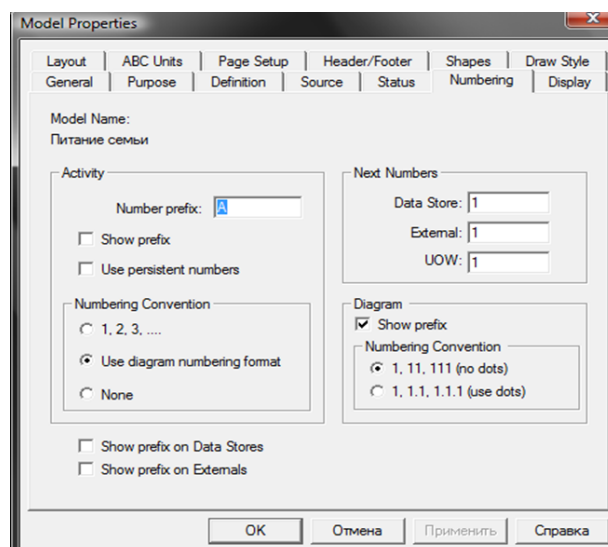 Model Properties
Layout ABC Units Page Setup Header/Footer Shapes Draw Style
General Purpose Definition Source Status Numbering Display
Model Name:
Питание семьи
Activity
Number prefix: A
Show prefix
Use persistent numbers
Numbering Convention
1, 2, 3, ....
Use diagram numbering format
None
Next Numbers
Data Store: 1
External: 1
UOW: 1
Diagram
Show prefix
Numbering Convention
1, 11, 111 (no dots)
1, 1.1, 1.1.1 (use dots)
Show prefix on Data Stores
Show prefix on Externals
OK Отмена Применить Справка